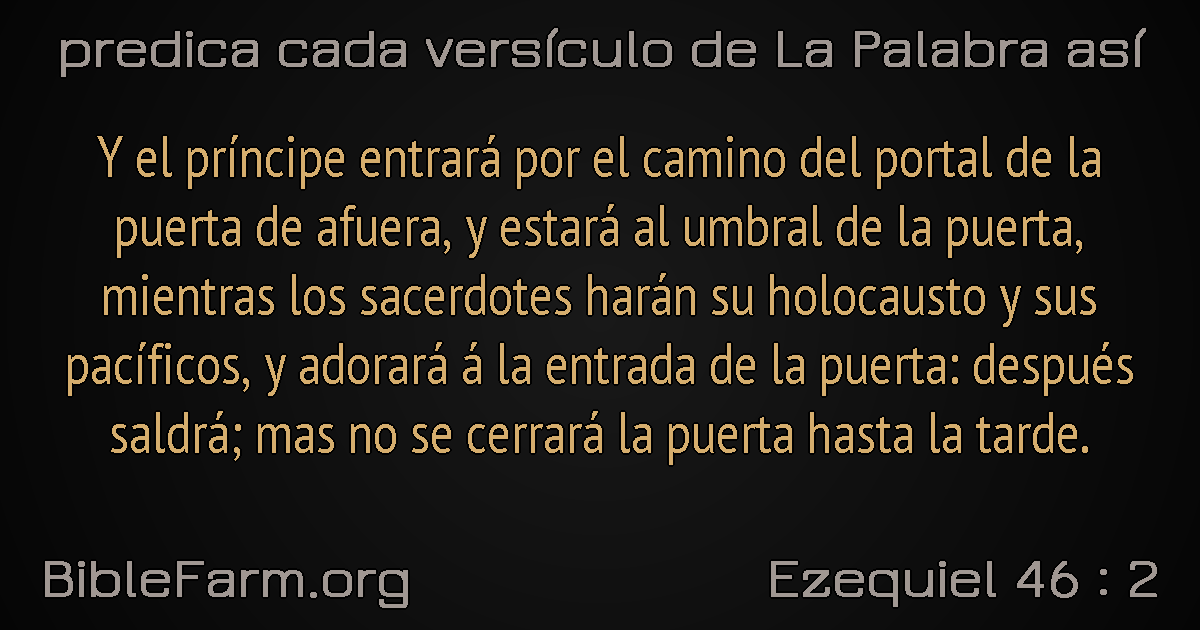 predica cada versículo de La Palabra así
Y el príncipe entrará por el camino del portal de la
puerta de afuera, y estará al umbral de la puerta,
mientras los sacerdotes harán su holocausto y sus
pacíficos, y adorará á la entrada de la puerta: después
saldrá; mas no se cerrará la puerta hasta la tarde.
BibleFarm.org
Ezequiel 46 : 2